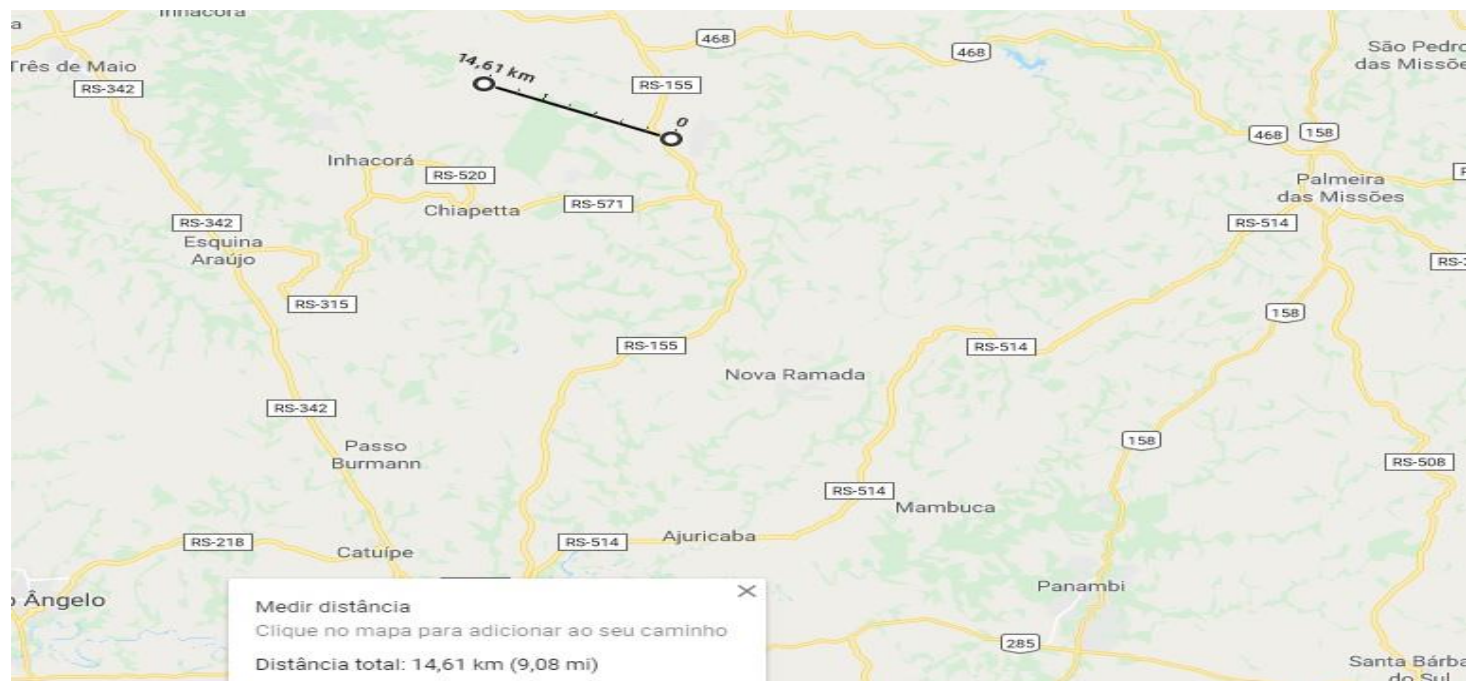 Inhacorá
468
468
São Pedro
das Missõe
Três de Maio
RS-342
14,61 km
RS-155
0
468
158
Inhacorá
RS-520
Palmeira
das Missões
Chiapetta
RS-571
RS-342
RS-514
Esquina
Araújo
RS-315
158
RS-155
RS-514
Nova Ramada
RS-342
158
Passo
Burmann
RS-508
RS-514
Mambuca
RS-218
RS-514
Ajuricaba
Catuípe
Panambi
Ângelo
Medir distância
Clique no mapa para adicionar ao seu caminho
285
Distância total: 14,61 km (9,08 mi)
Santa Bárba
do Sul